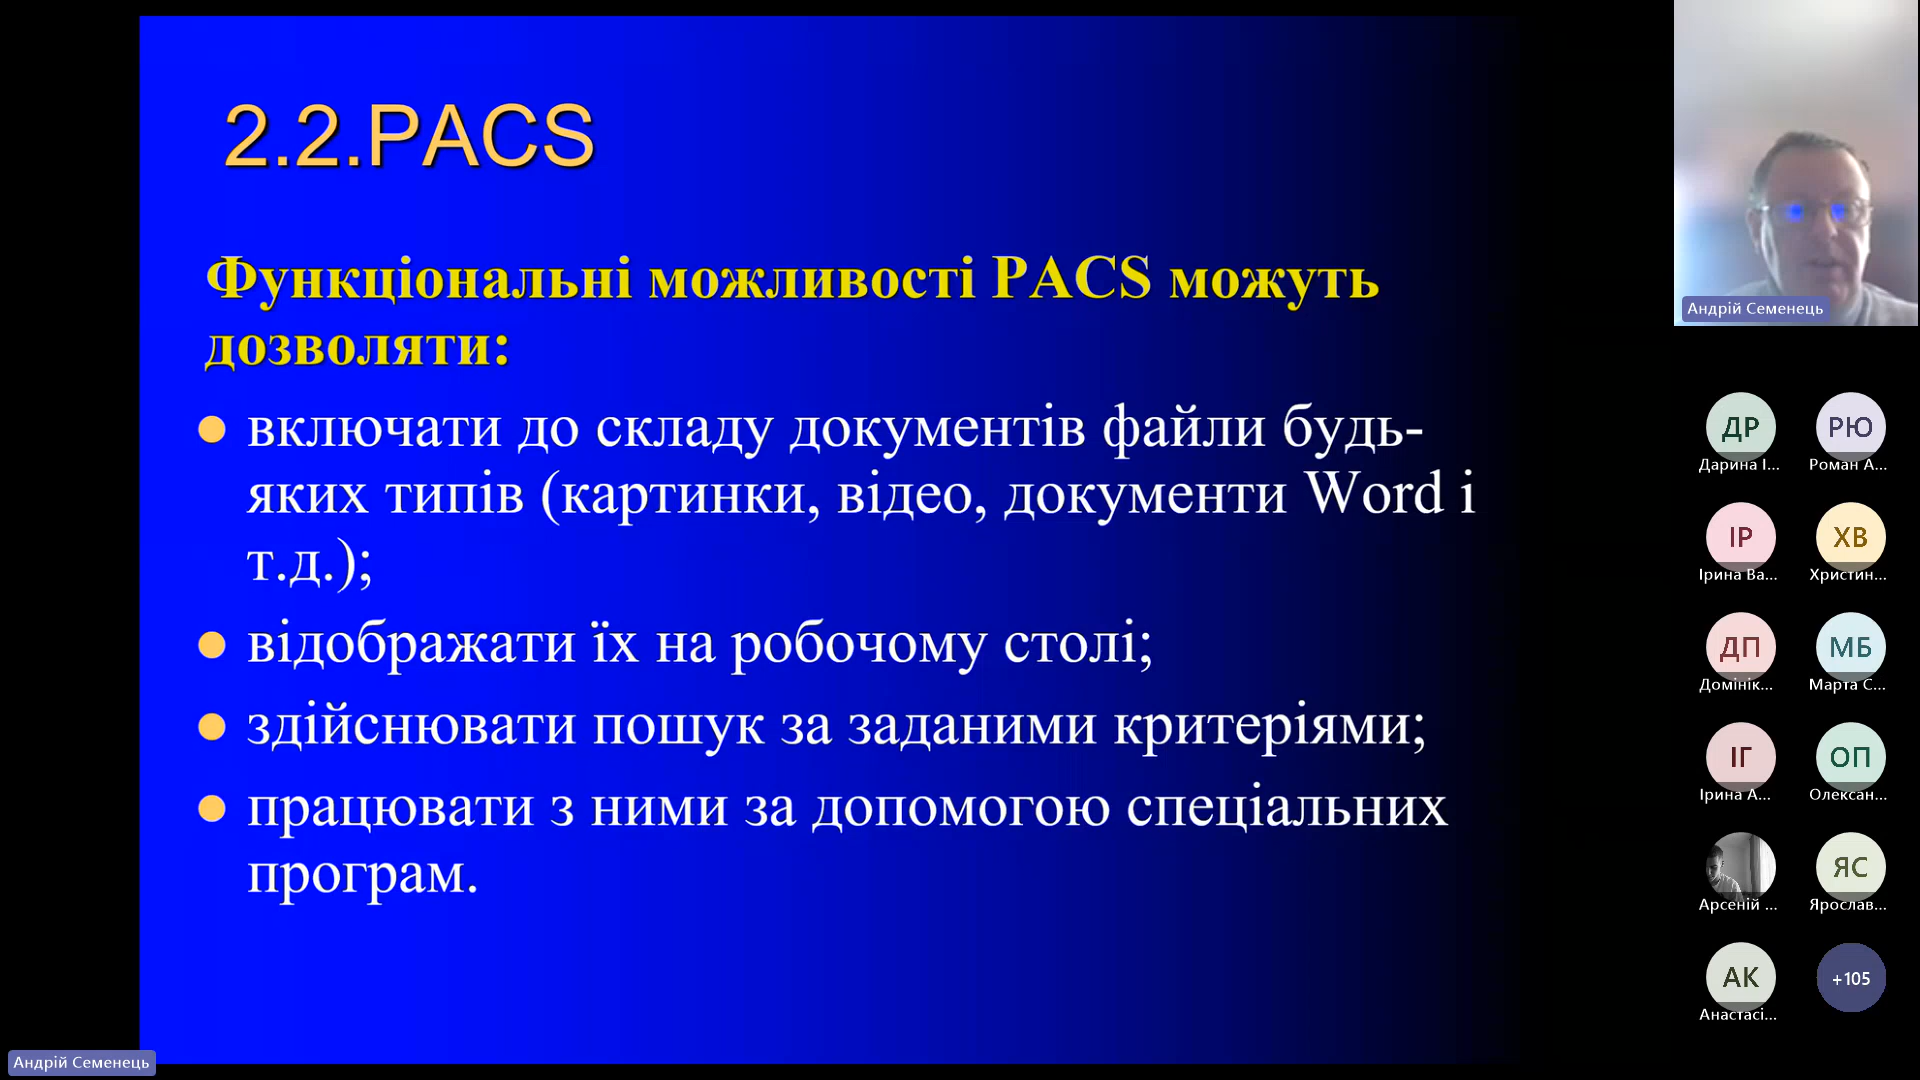 2.2.PACS
Функціональні можливості PACS можуть
дозволяти:
включати до складу документів файли будь-
яких типів (картинки, відео, документи Word і
т.д.);
відображати їх на робочому столі;
здійснювати пошук за заданими критеріями;
працювати з ними за допомогою спеціальних
програм.
Андрій Семенець
Андрій Семенець
ДР
РЮ
Дарина І...
Роман А...
ІР
ХВ
Ірина Ва...
Христин...
ДП
МБ
Домінік...
Марта С...
ІГ
ОП
Ірина А...
Олексан...
ЯС
Арсеній ...
Ярослав...
АК
+105
Анастасі...